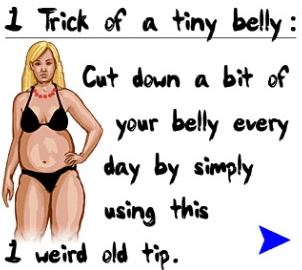 1 Trick of a tiny belly :
Cut down a bit of
your belly every
day by simply
using this
1 weird old tip.